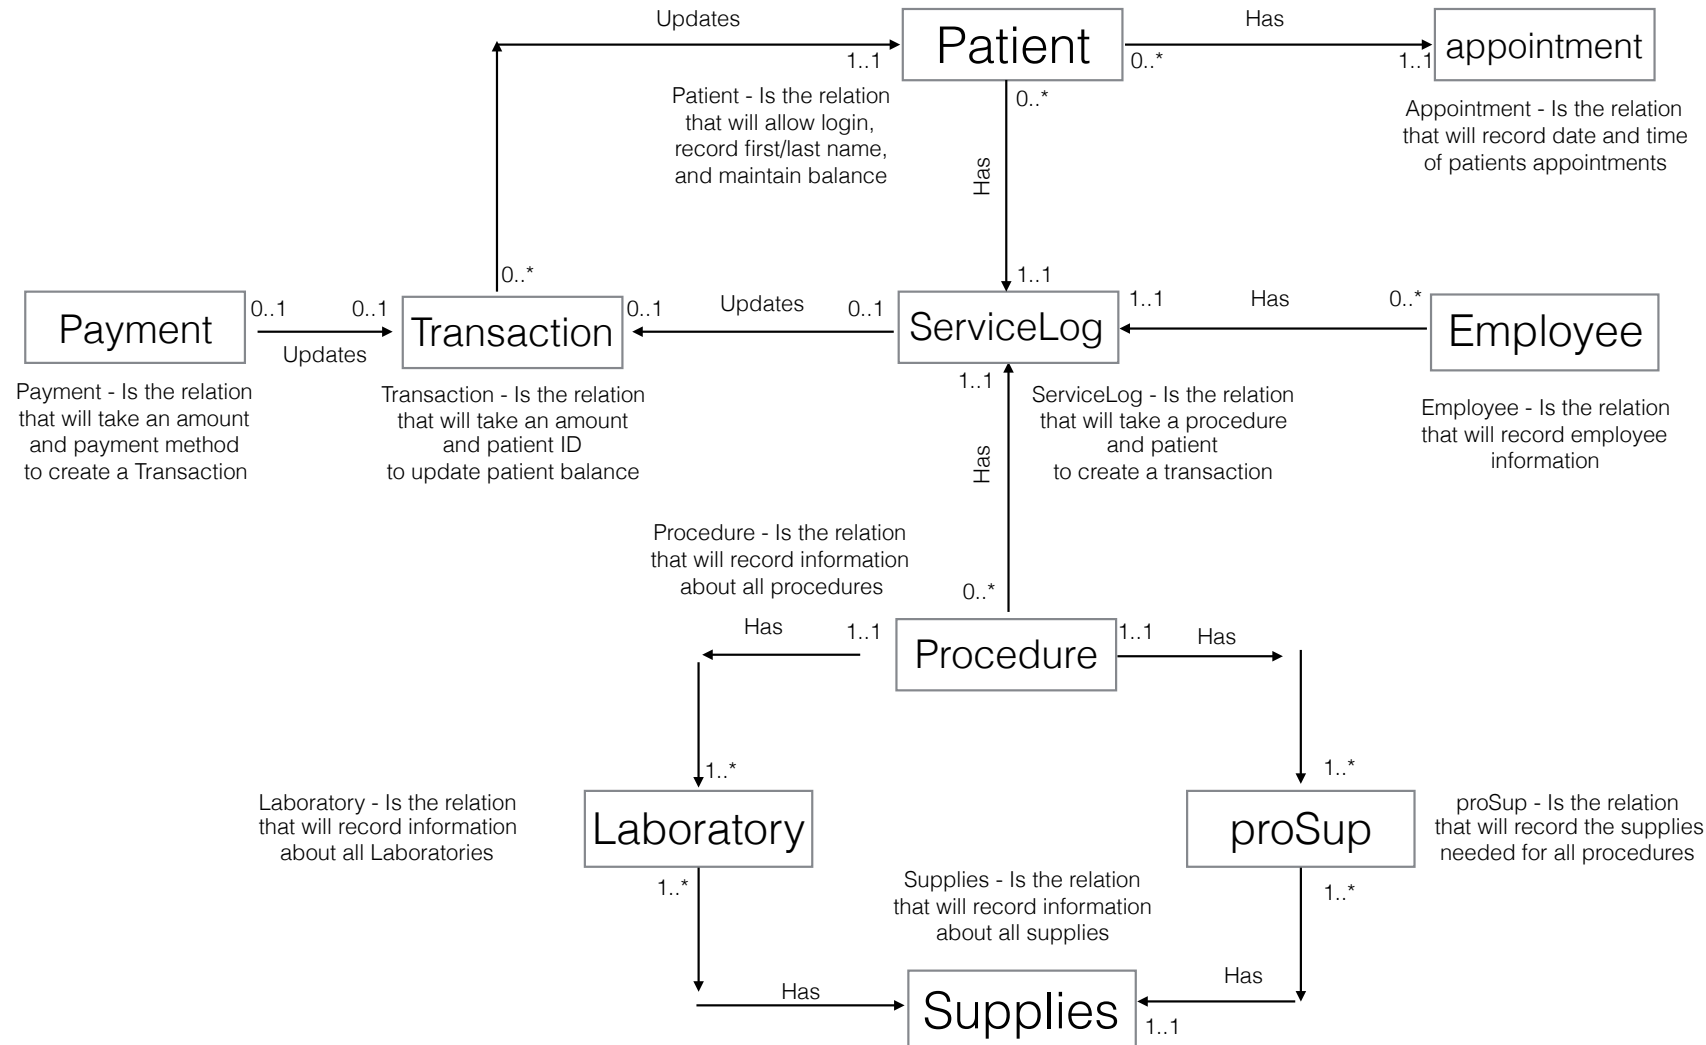 Updates
Has
Patient
appointment
1..1
0..*
1..1
Patient - Is the relation
that will allow login,
record first/last name,
and maintain balance
0..*
Has
1..1
Appointment - Is the relation
that will record date and time
of patients appointments
0..*
Payment
0..1
0..1
Updates
Transaction
0..1
Updates
0..1
ServiceLog
1..1
Has
0..*
Employee
Payment - Is the relation
that will take an amount
and payment method
to create a Transaction
Transaction - Is the relation
that will take an amount
and patient ID
to update patient balance
1..1
Has
ServiceLog - Is the relation
that will take a procedure
and patient
to create a transaction
Employee - Is the relation
that will record employee
information
Procedure - Is the relation
that will record information
about all procedures
0..*
Has
1..1
Procedure
1..1
Has
1..*
1..*
Laboratory - Is the relation
that will record information
about all Laboratories
Laboratory
proSup
proSup - Is the relation
that will record the supplies
needed for all procedures
1..*
Supplies - Is the relation
that will record information
about all supplies
1..*
Has
Supplies
Has
1..1